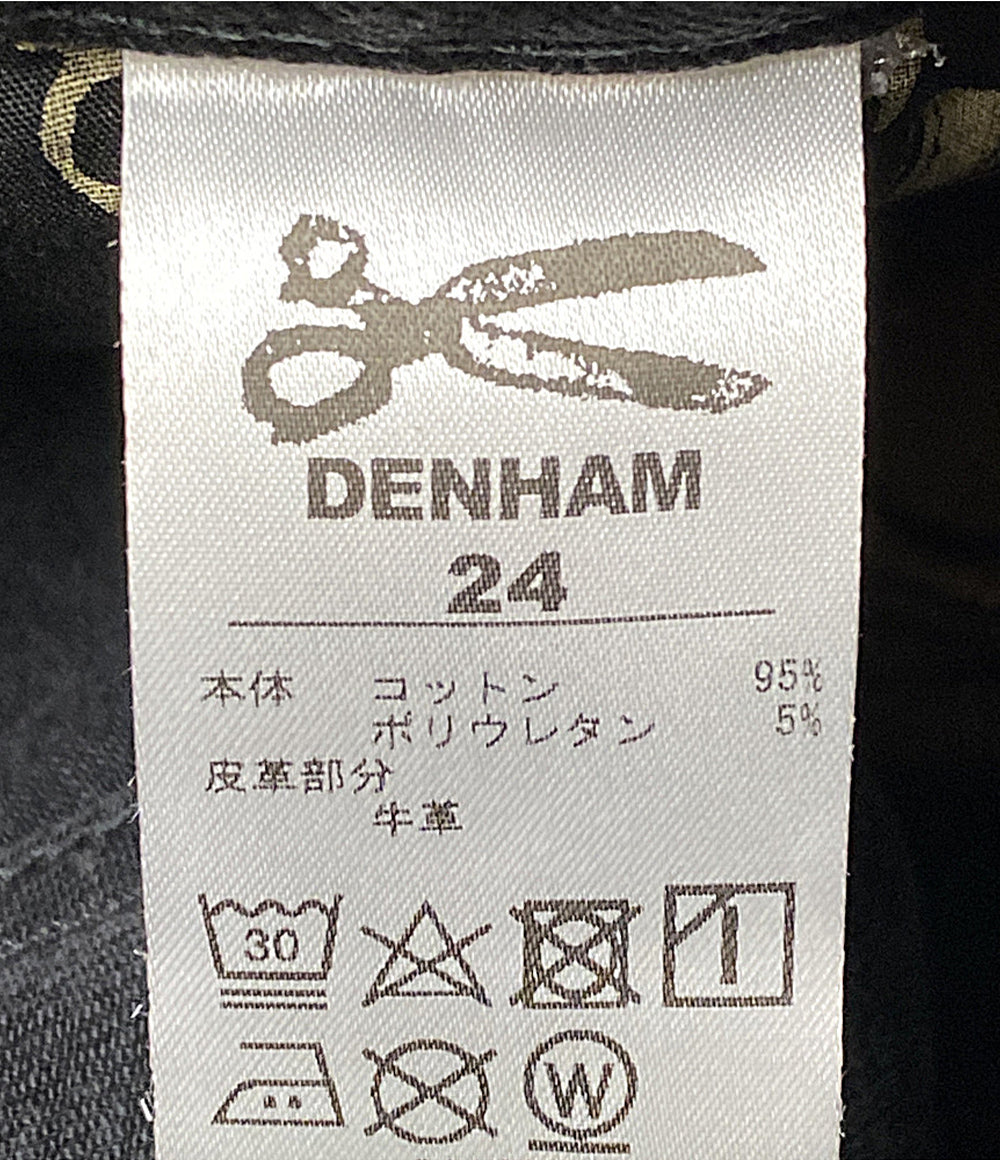 DENHAM
24
本体 コットン 95%
ポリウレタン 5%
皮革部分
牛革
30
W